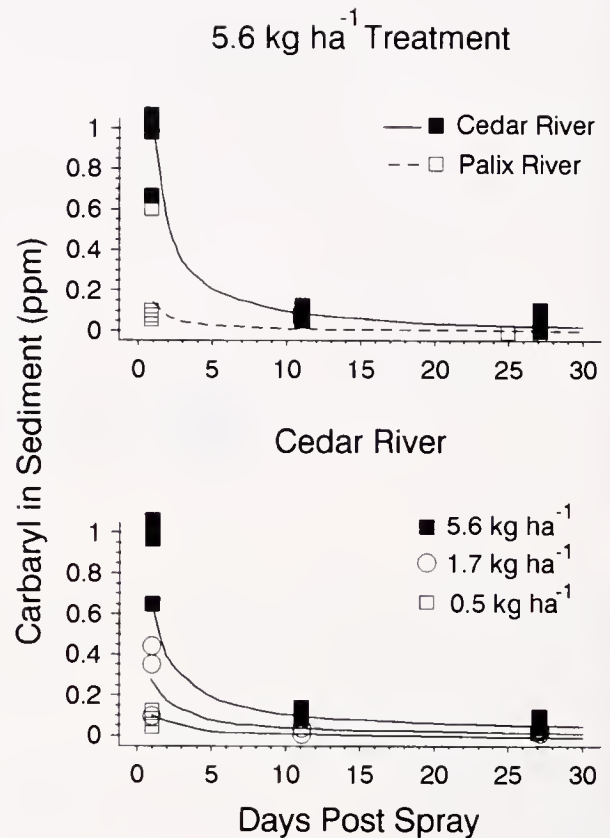 5.6 kg ha⁻¹ Treatment
Carbaryl in Sediment (ppm)
1
0.8
0.6
0.4
0.2
0
Cedar River
Palix River
0 5 10 15 20 25 30
Cedar River
1
0.8
0.6
0.4
0.2
0
5.6 kg ha⁻¹
1.7 kg ha⁻¹
0.5 kg ha⁻¹
0 5 10 15 20 25 30
Days Post Spray